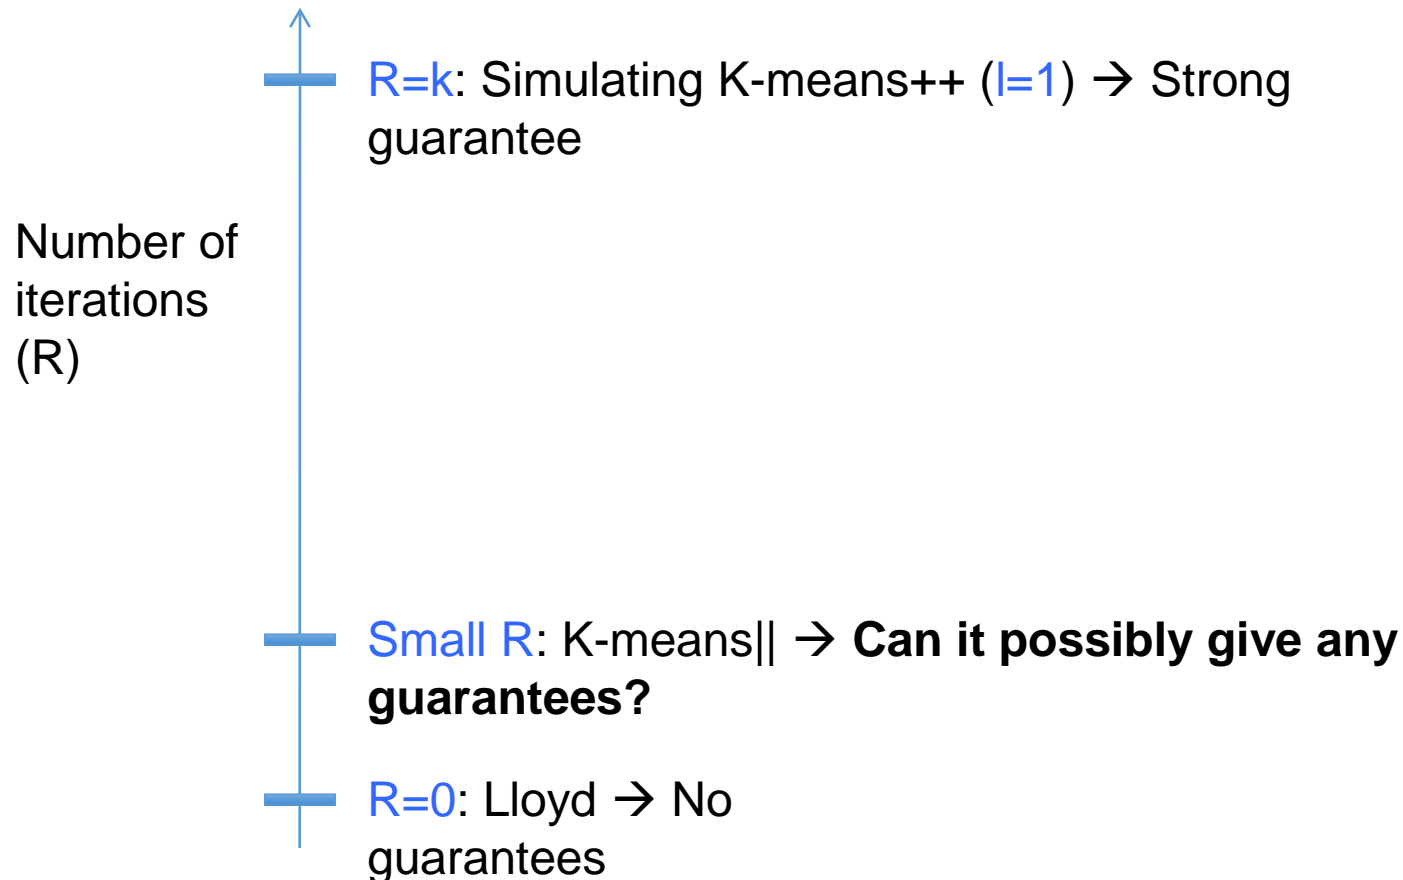 R=k: Simulating K-means++ (l=1) → Strong
guarantee
Number of
iterations
(R)
Small R: K-means|| → Can it possibly give any
guarantees?
R=0: Lloyd → No
guarantees